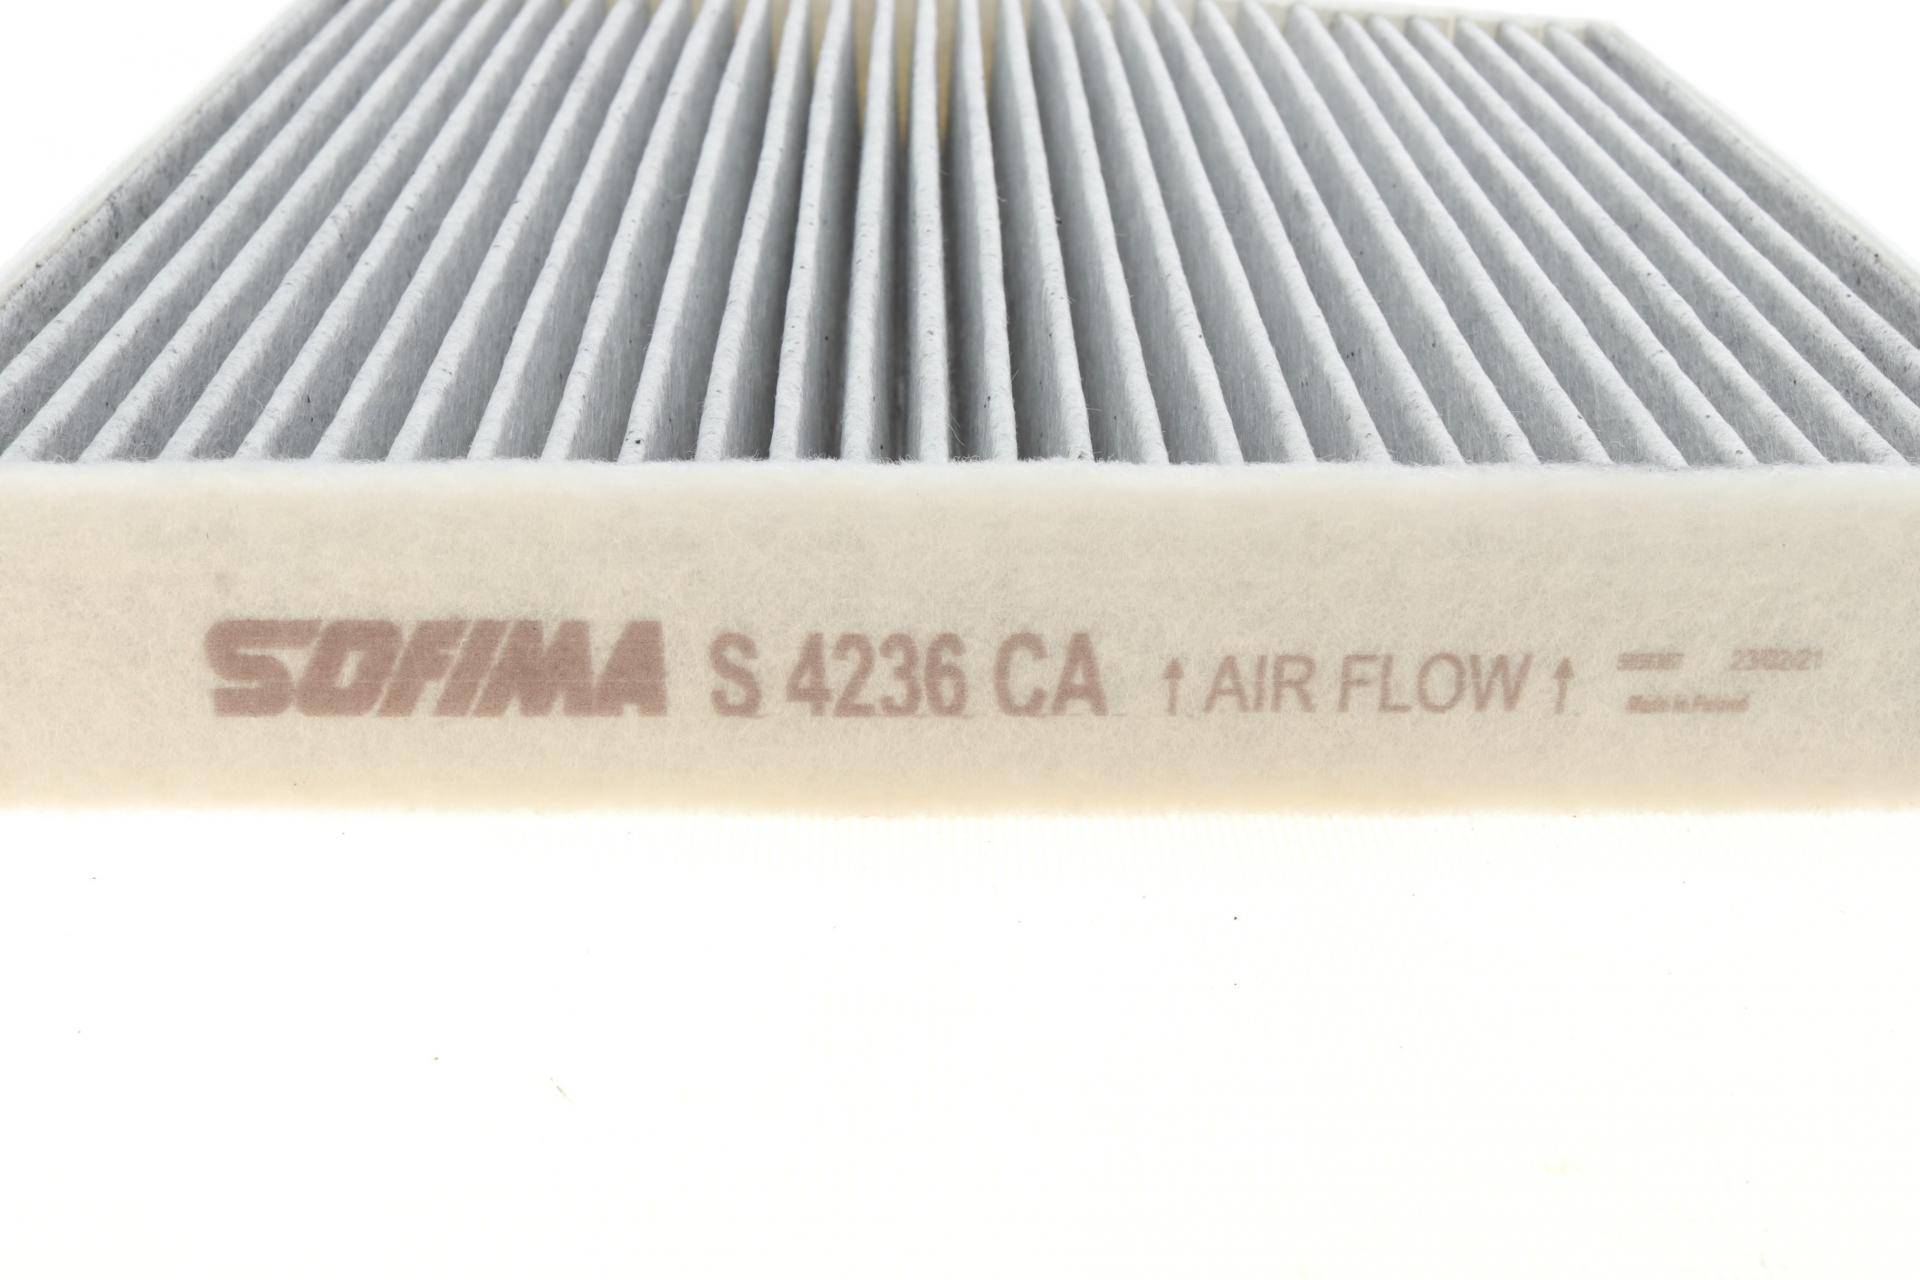 SOFIMA S 4236 CA ↑ AIR FLOW ↑ 23/02/21
Made in Poland